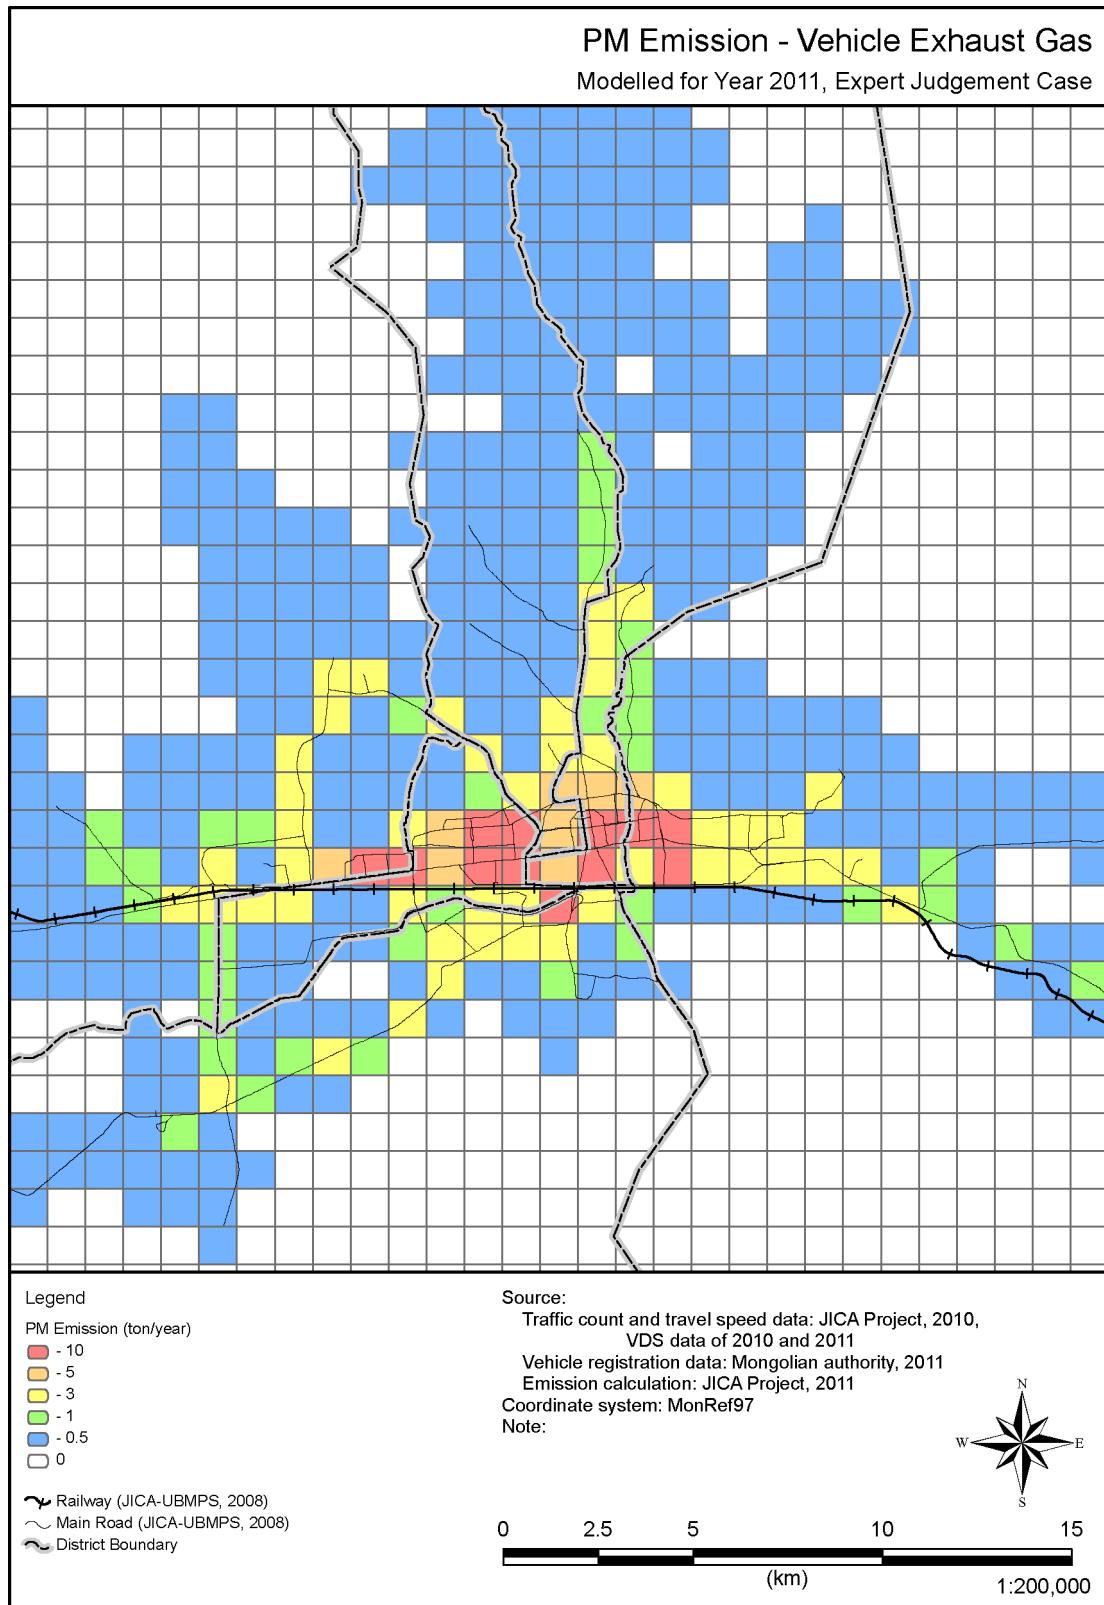 PM Emission - Vehicle Exhaust Gas
Modelled for Year 2011, Expert Judgement Case
Legend
PM Emission (ton/year)
- 10
- 5
- 3
- 1
- 0.5
0
Railway (JICA-UBMPS, 2008)
Main Road (JICA-UBMPS, 2008)
District Boundary
Source:
Traffic count and travel speed data: JICA Project, 2010,
VDS data of 2010 and 2011
Vehicle registration data: Mongolian authority, 2011
Emission calculation: JICA Project, 2011
Coordinate system: MonRef97
Note:
N
W E
S
0 2.5 5 10 15
(km)
1:200,000